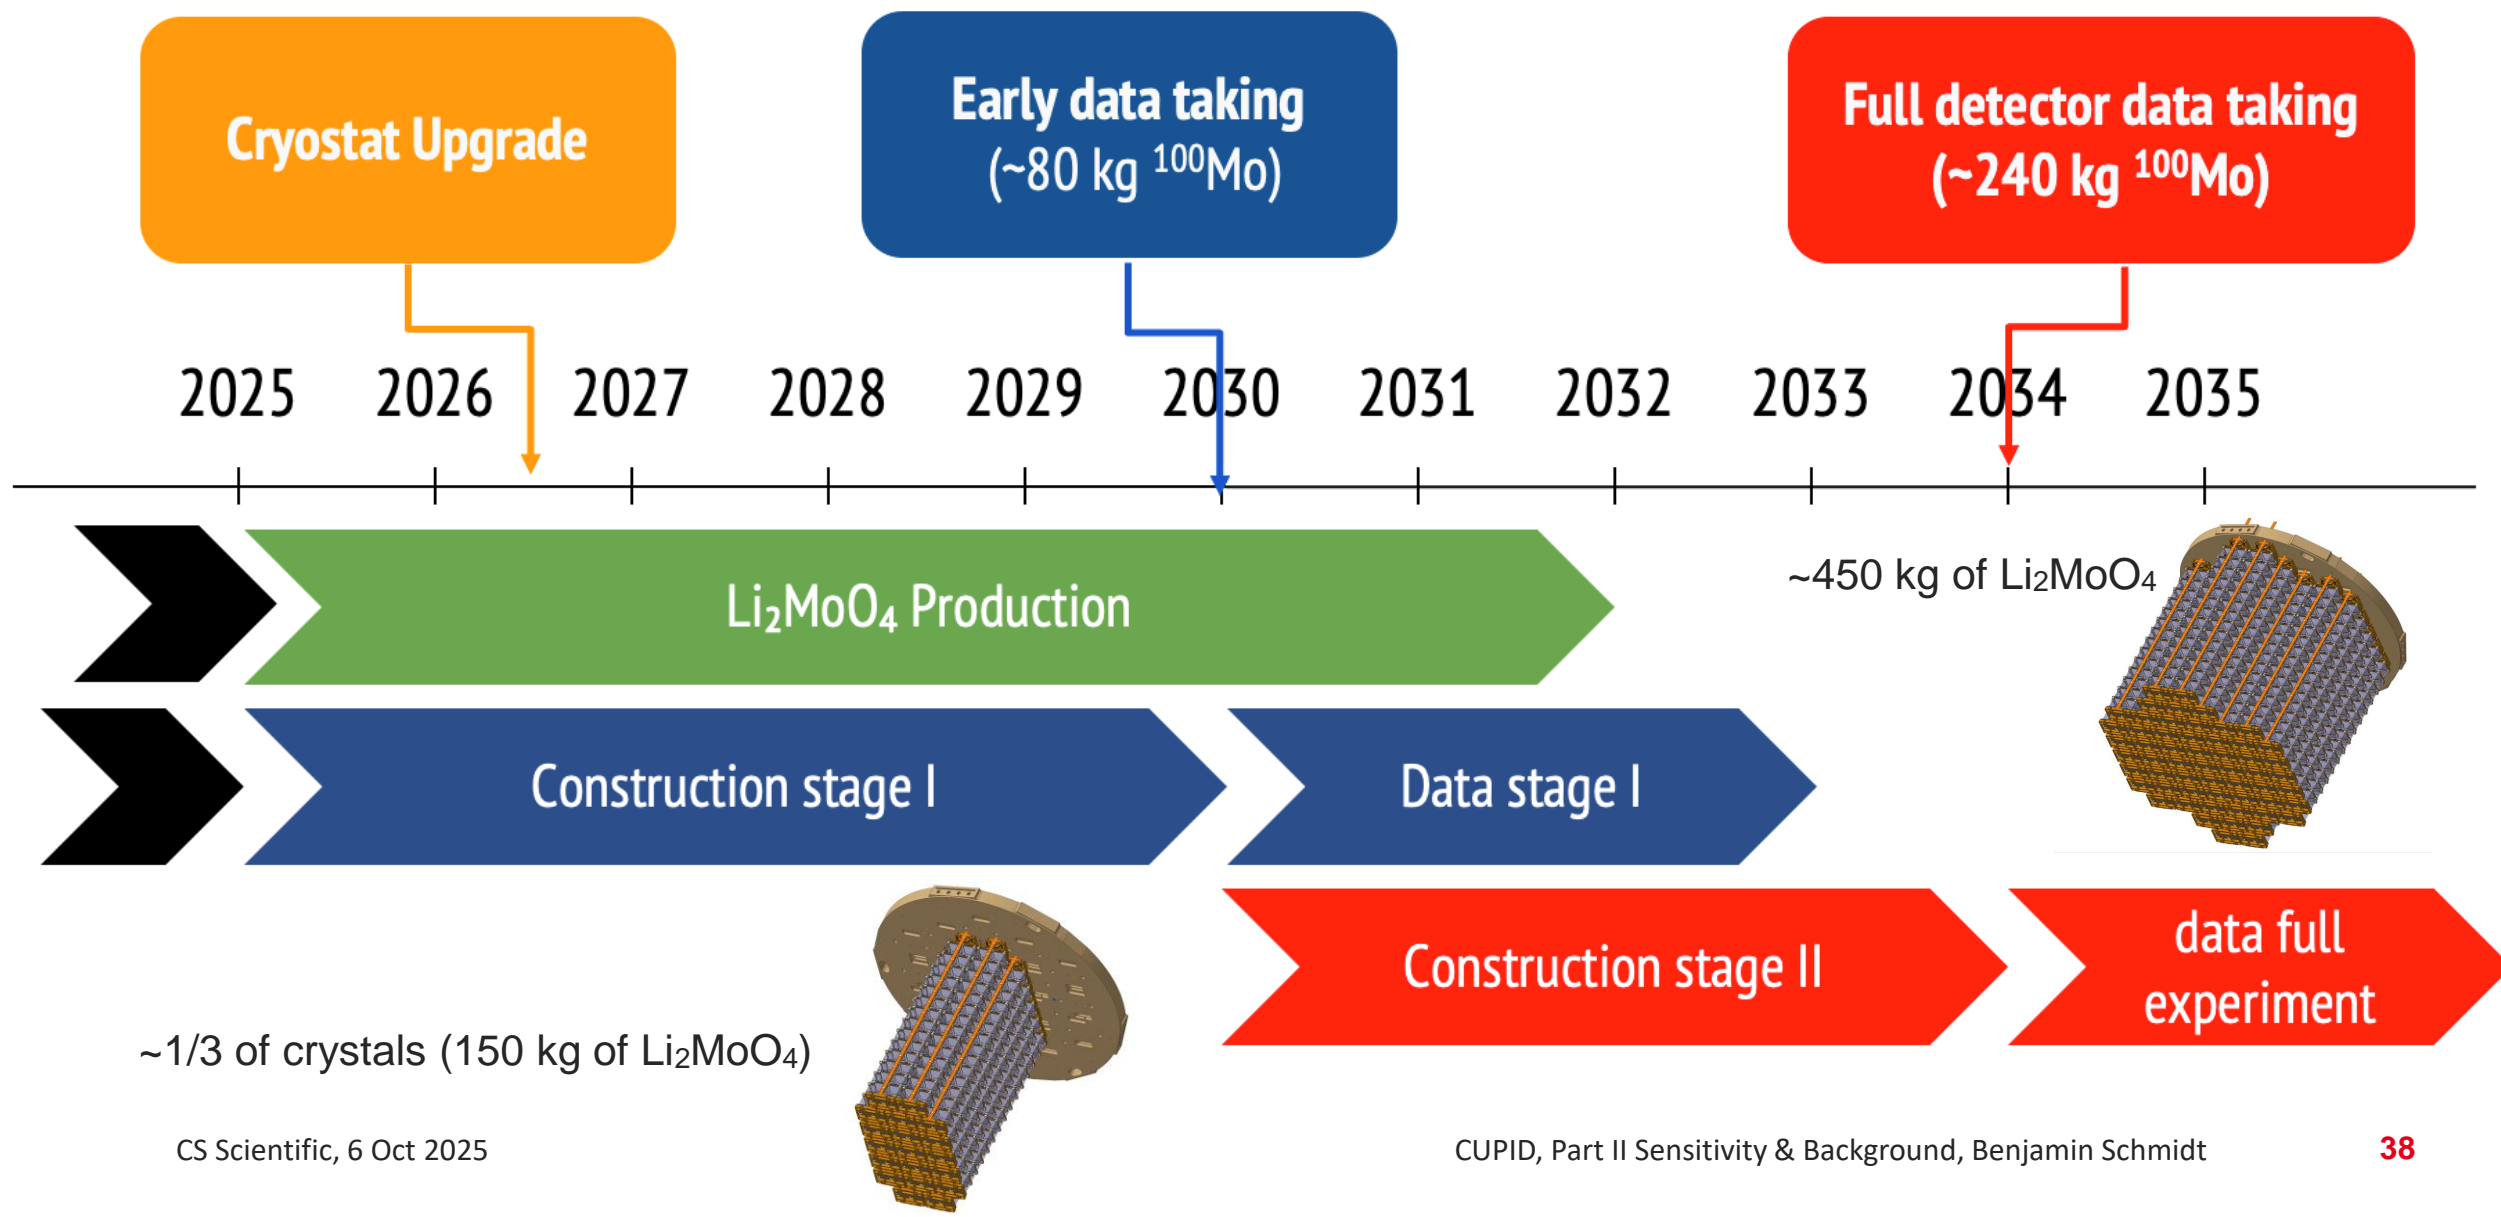 Cryostat Upgrade
Early data taking
(~80 kg ¹⁰⁰Mo)
Full detector data taking
(~240 kg ¹⁰⁰Mo)
2025 2026 2027 2028 2029 2030 2031 2032 2033 2034 2035
Li₂MoO₄ Production
~450 kg of Li₂MoO₄
Construction stage I
Data stage I
Construction stage II
data full
experiment
~1/3 of crystals (150 kg of Li₂MoO₄)
CS Scientific, 6 Oct 2025
CUPID, Part II Sensitivity & Background, Benjamin Schmidt
38